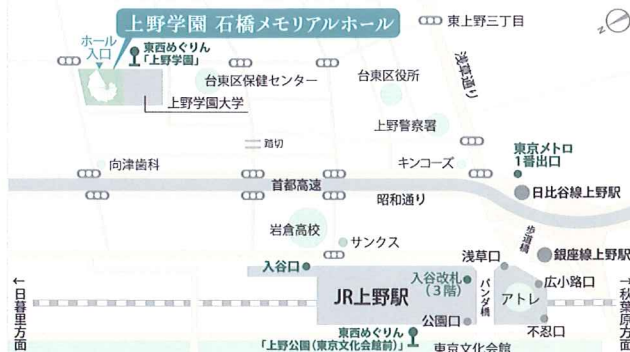 上野学園 石橋メモリアルホール
東上野三丁目
ホール
入口
東西めぐりん
「上野学園」
浅草通り
台東区保健センター
台東区役所
上野学園大学
上野警察署
踏切
東京メトロ
1番出口
向津歯科
キンコーズ
首都高速
昭和通り
日比谷線上野駅
岩倉高校
歩道橋
サンクス
銀座線上野駅
浅草口
入谷口
入谷改札
(3階)
広小路口
JR上野駅
パンダ橋
アトレ
←日暮里方面
→秋葉原方面
公園口
不忍口
東西めぐりん
「上野公園(東京文化会館前)」
東京文化会館